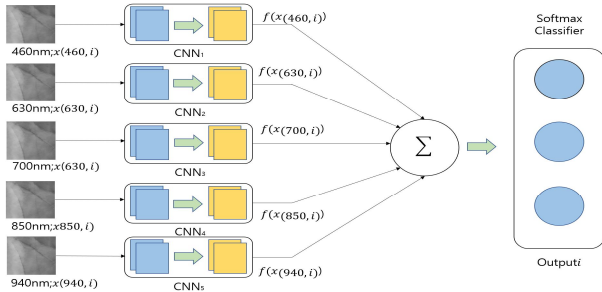 460nm;x(460, i)
CNN₁
f(x(460,i))
630nm;x(630, i)
CNN₂
f(x(630,i))
700nm;x(630, i)
CNN₃
f(x(700,i))
850nm;x850, i)
CNN₄
f(x(850,i))
940nm;x(940, i)
CNN₅
f(x(940,i))
Σ
Softmax
Classifier
Outputi